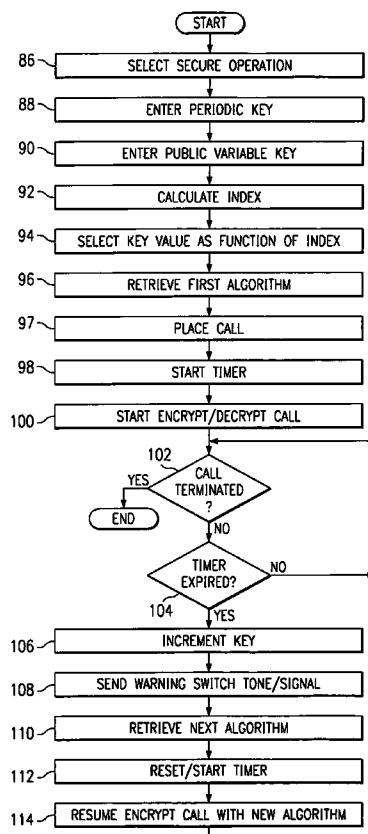 START
86 SELECT SECURE OPERATION
88 ENTER PERIODIC KEY
90 ENTER PUBLIC VARIABLE KEY
92 CALCULATE INDEX
94 SELECT KEY VALUE AS FUNCTION OF INDEX
96 RETRIEVE FIRST ALGORITHM
97 PLACE CALL
98 START TIMER
100 START ENCRYPT/DECRYPT CALL
102
CALL
YES TERMINATED
?
END
NO
TIMER
EXPIRED?
NO
104
YES
106 INCREMENT KEY
108 SEND WARNING SWITCH TONE/SIGNAL
110 RETRIEVE NEXT ALGORITHM
112 RESET/START TIMER
114 RESUME ENCRYPT CALL WITH NEW ALGORITHM